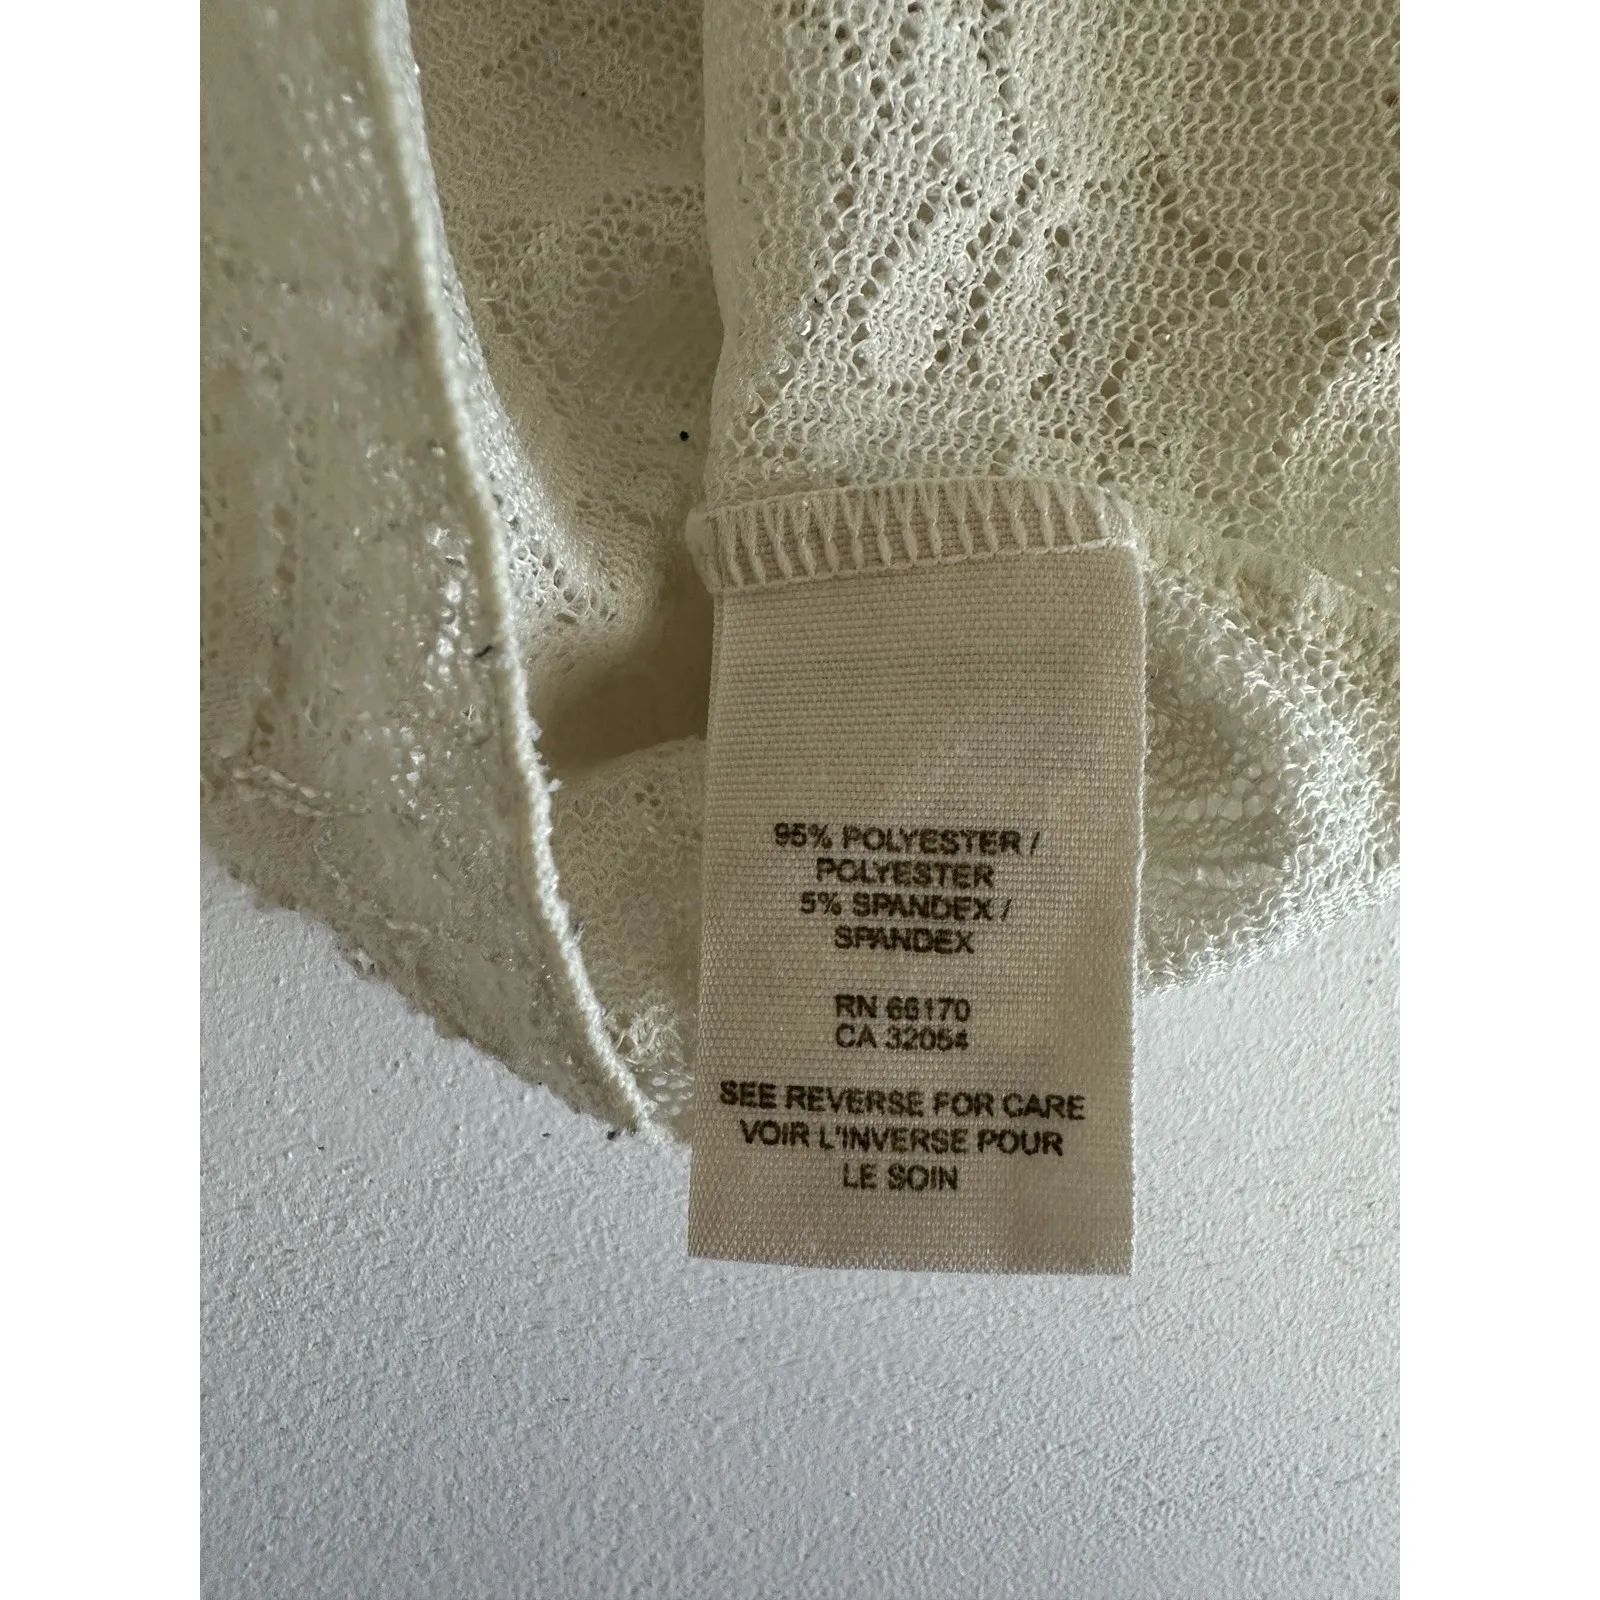 95% POLYESTER /
POLYESTER
5% SPANDEX /
SPANDEX
RN 66170
CA 32054
SEE REVERSE FOR CARE
VOIR L'INVERSE POUR
LE SOIN